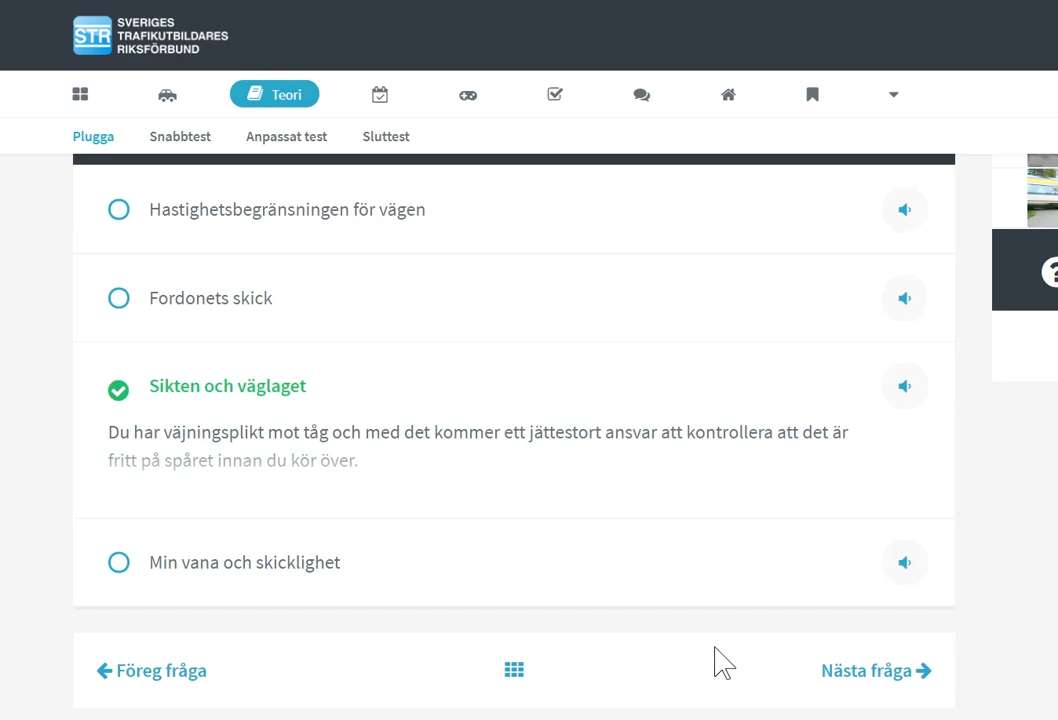 STR
SVERIGES
TRAFIKUTBILDARES
RIKSFÖRBUND
Teori
Plugga Snabbtest Anpassat test Sluttest
Hastighetsbegränsningen för vägen
Fordonets skick
?
Sikten och väglaget
Du har väjningsplikt mot tåg och med det kommer ett jättestort ansvar att kontrollera att det är
fritt på spåret innan du kör över.
Min vana och skicklighet
Föreg fråga Nästa fråga